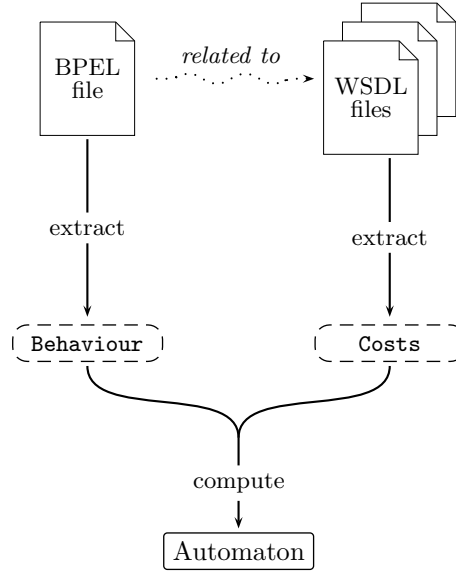 BPEL
file
related to
WSDL
files
extract
extract
Behaviour
Costs
compute
Automaton